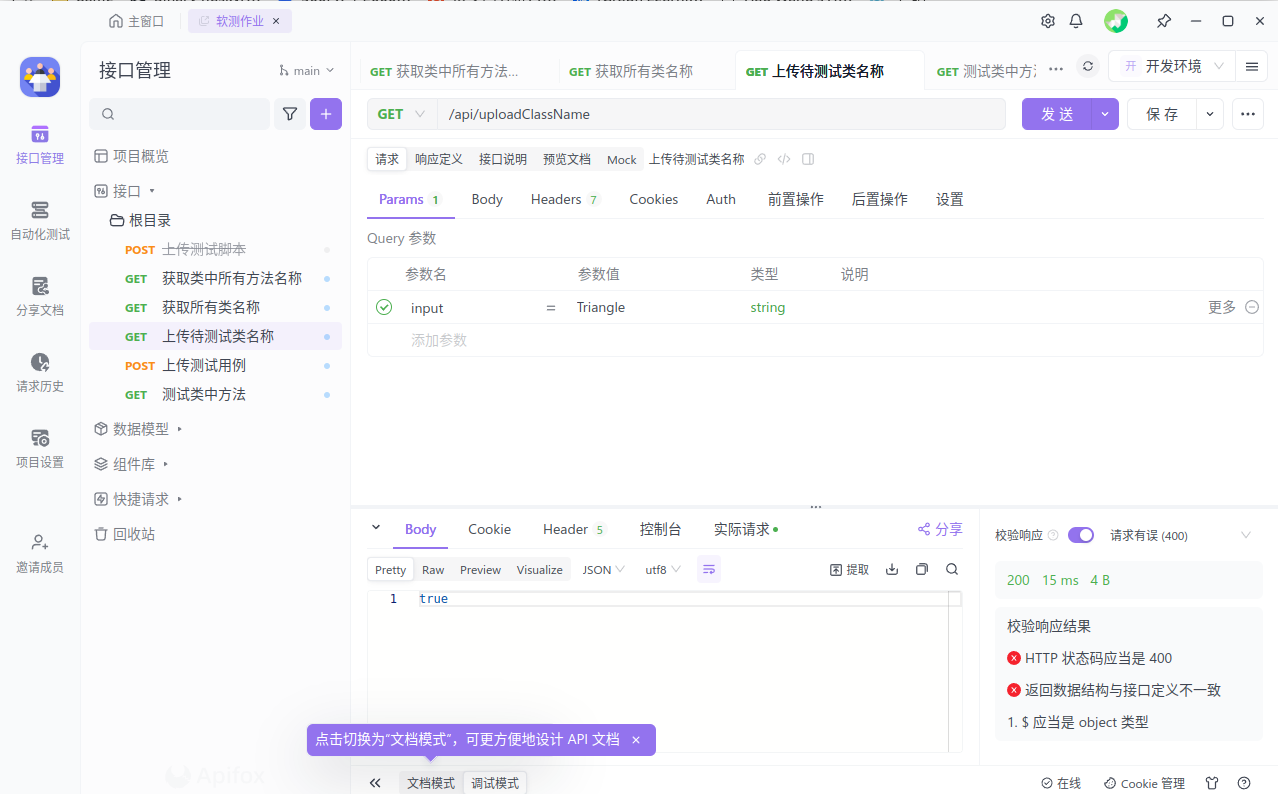 主窗口
软测作业
接口管理
自动化测试
分享文档
请求历史
项目设置
邀请成员
接口管理
main
项目概览
接口
根目录
POST 上传测试脚本
GET 获取类中所有方法名称
GET 获取所有类名称
GET 上传待测试类名称
POST 上传测试用例
GET 测试类中方法
数据模型
组件库
快捷请求
回收站
Apifox
GET 获取类中所有方法...
GET 获取所有类名称
GET 上传待测试类名称
GET 测试类中方法
开 开发环境
GET /api/uploadClassName
发 送
保 存
请求 响应定义 接口说明 预览文档 Mock 上传待测试类名称
Params 1 Body Headers 7 Cookies Auth 前置操作 后置操作 设置
Query 参数
参数名 参数值 类型 说明
input = Triangle string 更多
添加参数
Body Cookie Header 5 控制台 实际请求 分享
Pretty Raw Preview Visualize JSON utf8 提取
1 true
校验响应 请求有误 (400)
200 15 ms 4 B
校验响应结果
HTTP 状态码应当是 400
返回数据结构与接口定义不一致
1. $ 应当是 object 类型
点击切换为“文档模式”，可更方便地设计 API 文档
文档模式 调试模式
在线 Cookie 管理